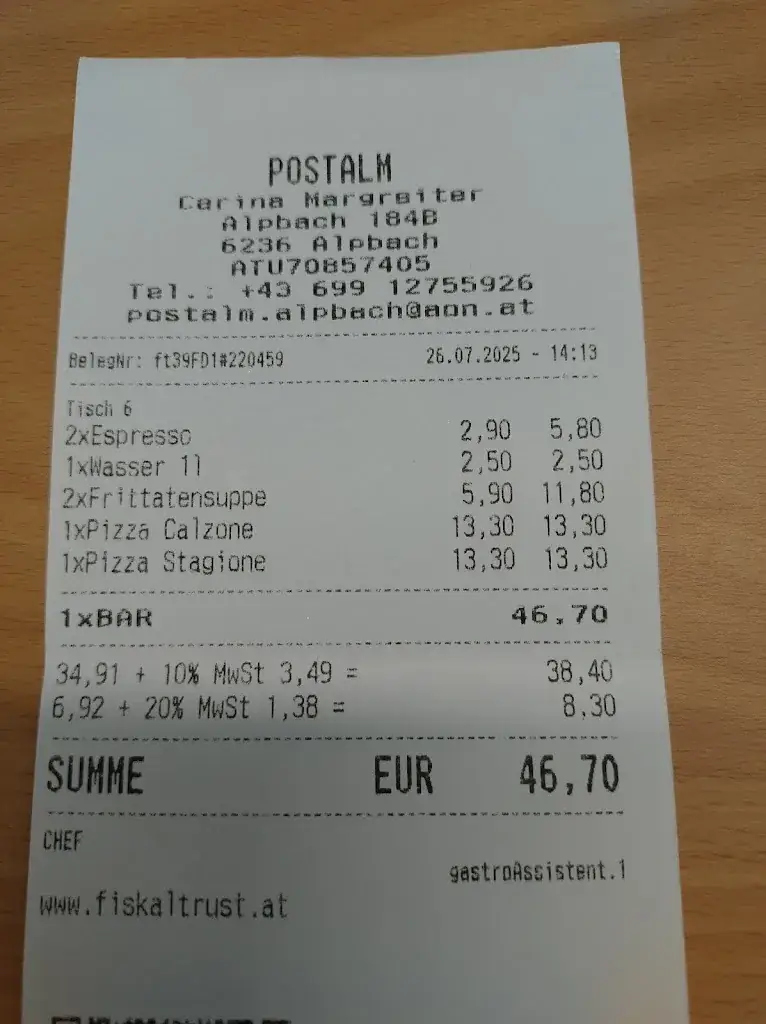 POSTALM
Carina Margreiter
Alpbach 184B
6236 Alpbach
ATU70857405
Tel.: +43 699 12755926
postalm.alpbach@aon.at
BelegNr: ft39FD1#220459 26.07.2025 - 14:13
Tisch 6
2xEspresso 2,90 5,80
1xWasser 1l 2,50 2,50
2xFrittatensuppe 5,90 11,80
1xPizza Calzone 13,30 13,30
1xPizza Stagione 13,30 13,30
1xBAR 46,70
34,91 + 10% MwSt 3,49 = 38,40
6,92 + 20% MwSt 1,38 = 8,30
SUMME EUR 46,70
CHEF
gastroAssistent.1
www.fiskaltrust.at